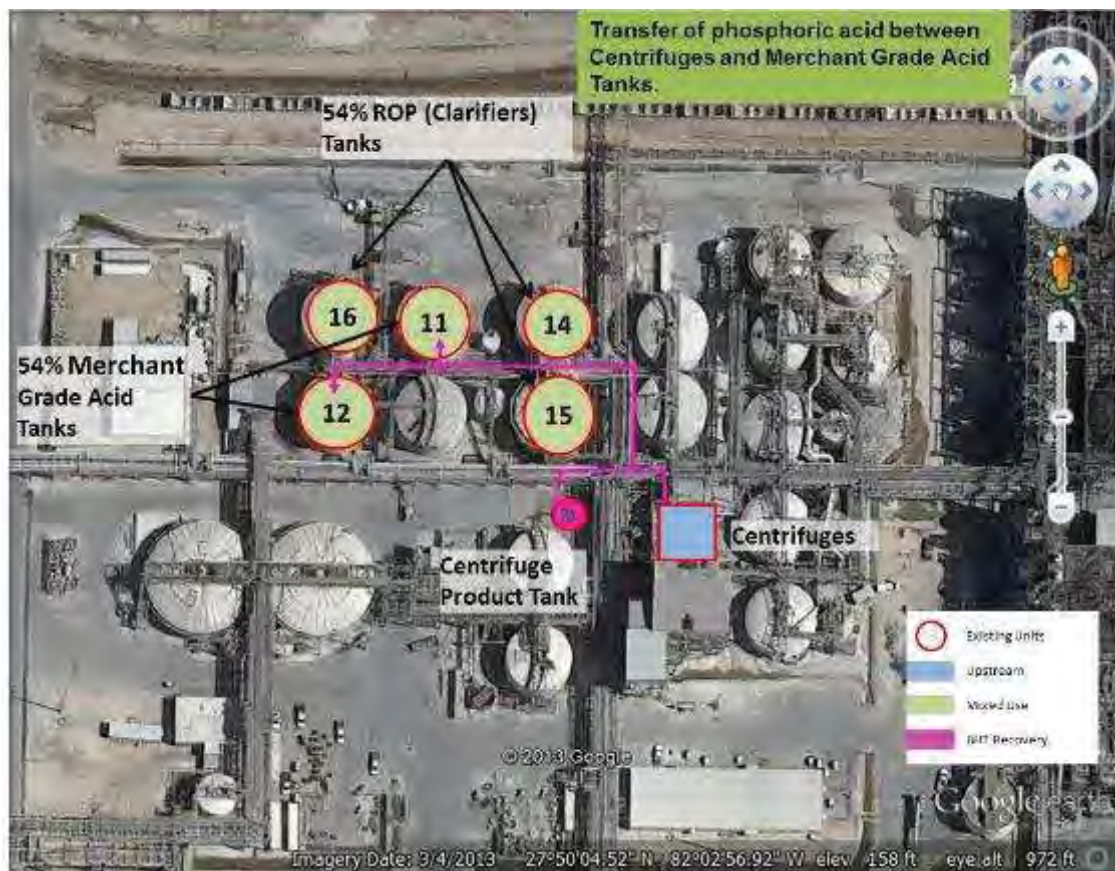 Transfer of phosphoric acid between
Centrifuges and Merchant Grade Acid
Tanks.
54% ROP (Clarifiers)
Tanks
16
11
14
54% Merchant
Grade Acid
Tanks
12
15
Centrifuges
Centrifuge
Product Tank
Existing Units
Upstream
Mixed Use
Recovery
© 2013 Google
Google earth
Imagery Date: 3/4/2013 27°50'04.52" N 82°02'56.92" W elev 158 ft eye alt 972 ft